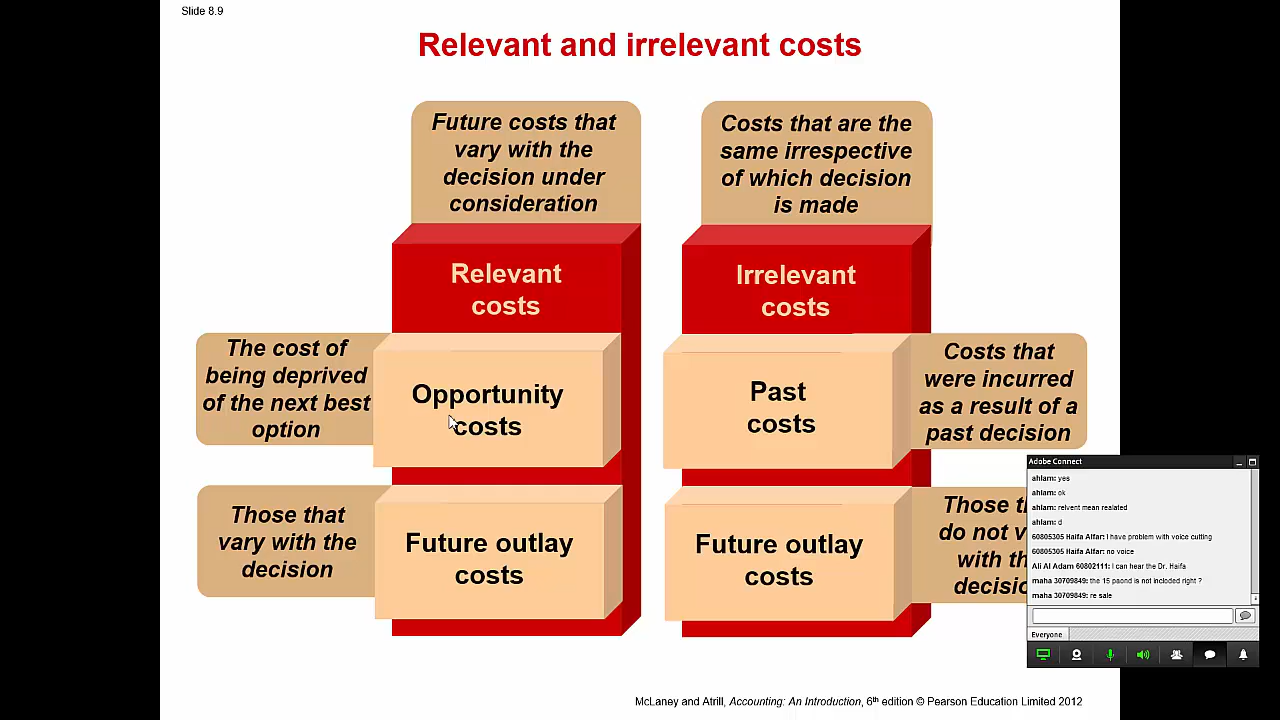 Slide 8.9
Relevant and irrelevant costs
Future costs that
vary with the
decision under
consideration
Costs that are the
same irrespective
of which decision
is made
Relevant
costs
Irrelevant
costs
The cost of
being deprived
of the next best
option
Opportunity
costs
Past
costs
Costs that
were incurred
as a result of a
past decision
Those that
vary with the
decision
Future outlay
costs
Future outlay
costs
Those
do not
with
Adobe Connect
ahlam: yes
ahlam: ok
ahlam: relvent mean realated
ahlam: d
60805305 Haifa Alfar: I have problem with voice cutting
60805305 Haifa Alfar: no voice
Ali Al Adam 60802111: I can hear the Dr. Haifa
maha 30709849: the 15 paond is not incloded right ?
maha 30709849: re sale
Everyone
McLaney and Atrill, Accounting: An Introduction, 6th edition © Pearson Education Limited 2012